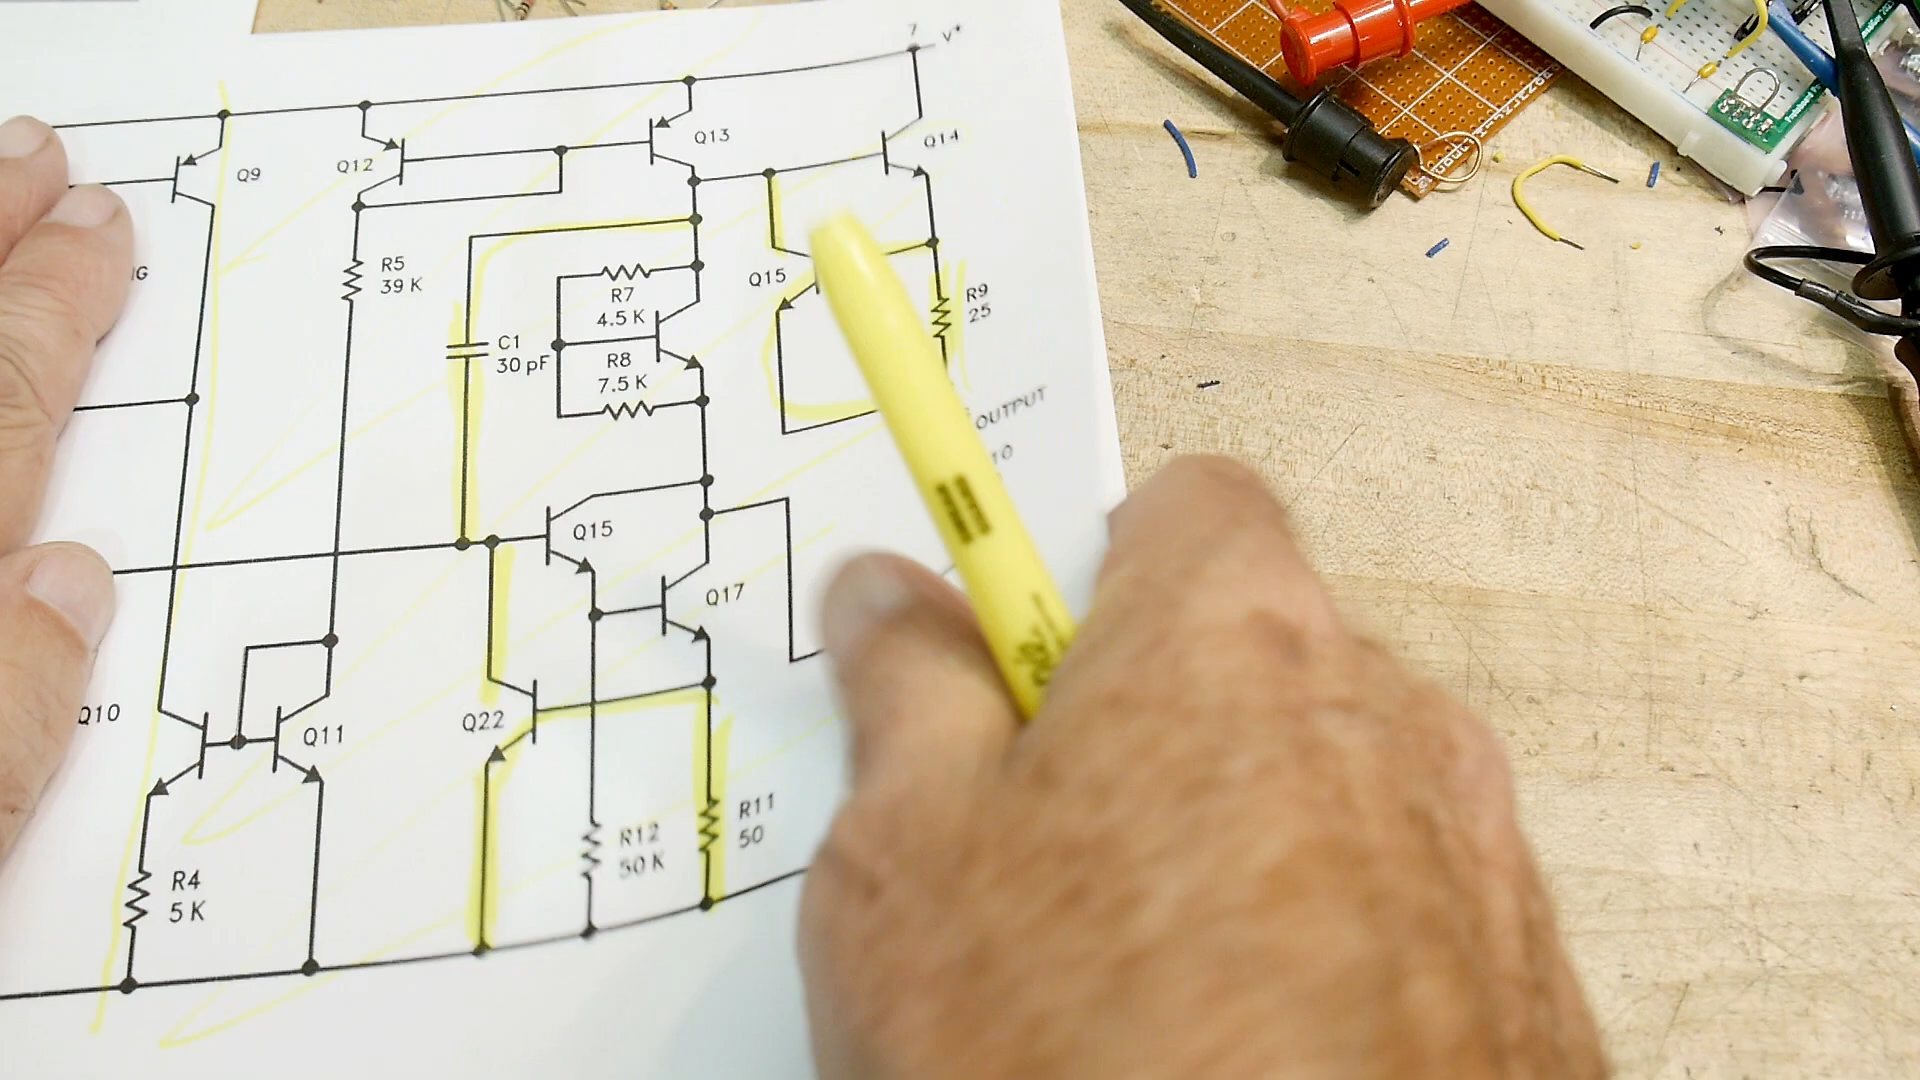 7 V+
Q13
Q14
Q12
Q9
R5
39 K
Q15
R9
25
R7
4.5 K
C1
30 pF
R8
7.5 K
OUTPUT
10
Q15
Q17
Q10
Q11
Q22
R11
50
R12
50 K
R4
5 K